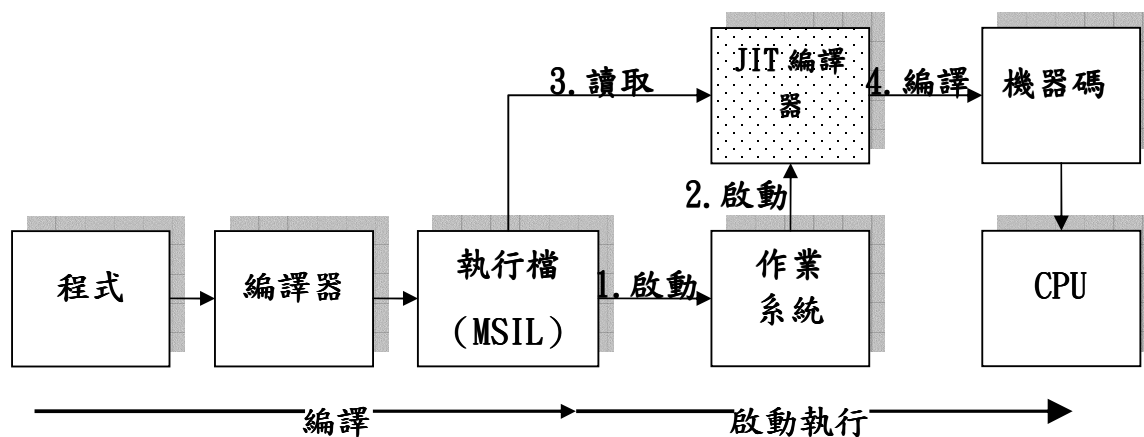 JIT 編譯
器
3.讀取
4.編譯
機器碼
2.啟動
程式
編譯器
執行檔
(MSIL)
1.啟動
作業
系統
CPU
編譯
啟動執行